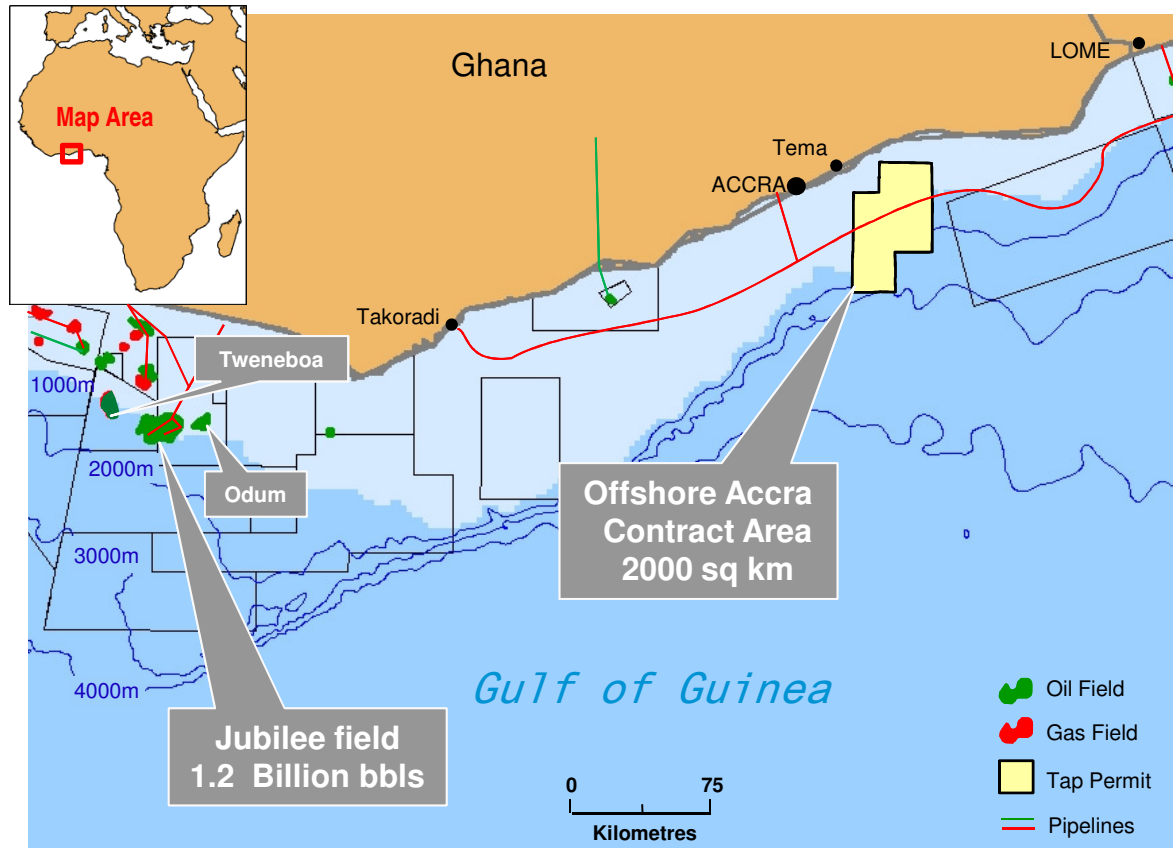 Map Area
Ghana
LOME
Tema
ACCRA
Takoradi
Tweneboa
1000m
2000m
Odum
3000m
4000m
Offshore Accra
Contract Area
2000 sq km
Gulf of Guinea
Jubilee field
1.2 Billion bbls
0 75
Kilometres
Oil Field
Gas Field
Tap Permit
Pipelines